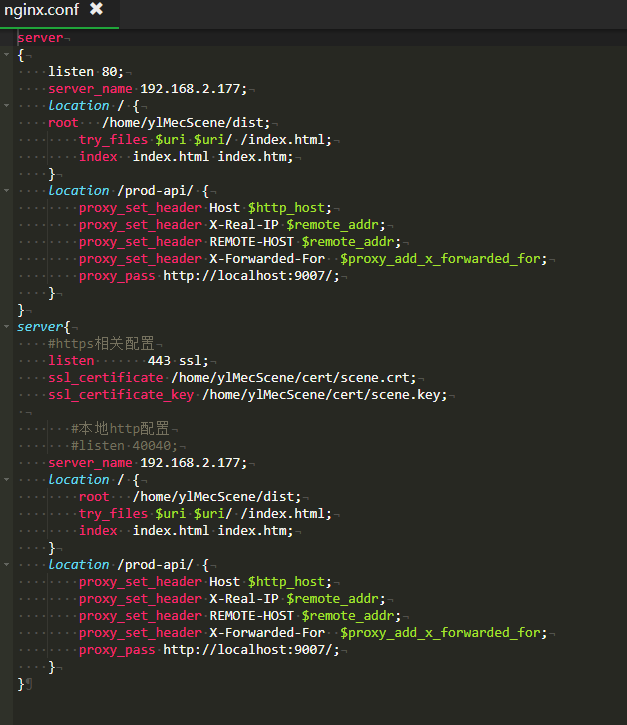 nginx.conf ✖
server
{
    listen 80;
    server_name 192.168.2.177;
    location / {
    root   /home/ylMecScene/dist;
        try_files $uri $uri/ /index.html;
        index  index.html index.htm;
    }
    location /prod-api/ {
        proxy_set_header Host $http_host;
        proxy_set_header X-Real-IP $remote_addr;
        proxy_set_header REMOTE-HOST $remote_addr;
        proxy_set_header X-Forwarded-For  $proxy_add_x_forwarded_for;
        proxy_pass http://localhost:9007/;
    }
}
server{
    #https相关配置
    listen       443 ssl;
    ssl_certificate /home/ylMecScene/cert/scene.crt;
    ssl_certificate_key /home/ylMecScene/cert/scene.key;
       #本地http配置
       #listen 40040;
    server_name 192.168.2.177;
    location / {
        root   /home/ylMecScene/dist;
        try_files $uri $uri/ /index.html;
        index  index.html index.htm;
    }
    location /prod-api/ {
        proxy_set_header Host $http_host;
        proxy_set_header X-Real-IP $remote_addr;
        proxy_set_header REMOTE-HOST $remote_addr;
        proxy_set_header X-Forwarded-For  $proxy_add_x_forwarded_for;
        proxy_pass http://localhost:9007/;
    }
}